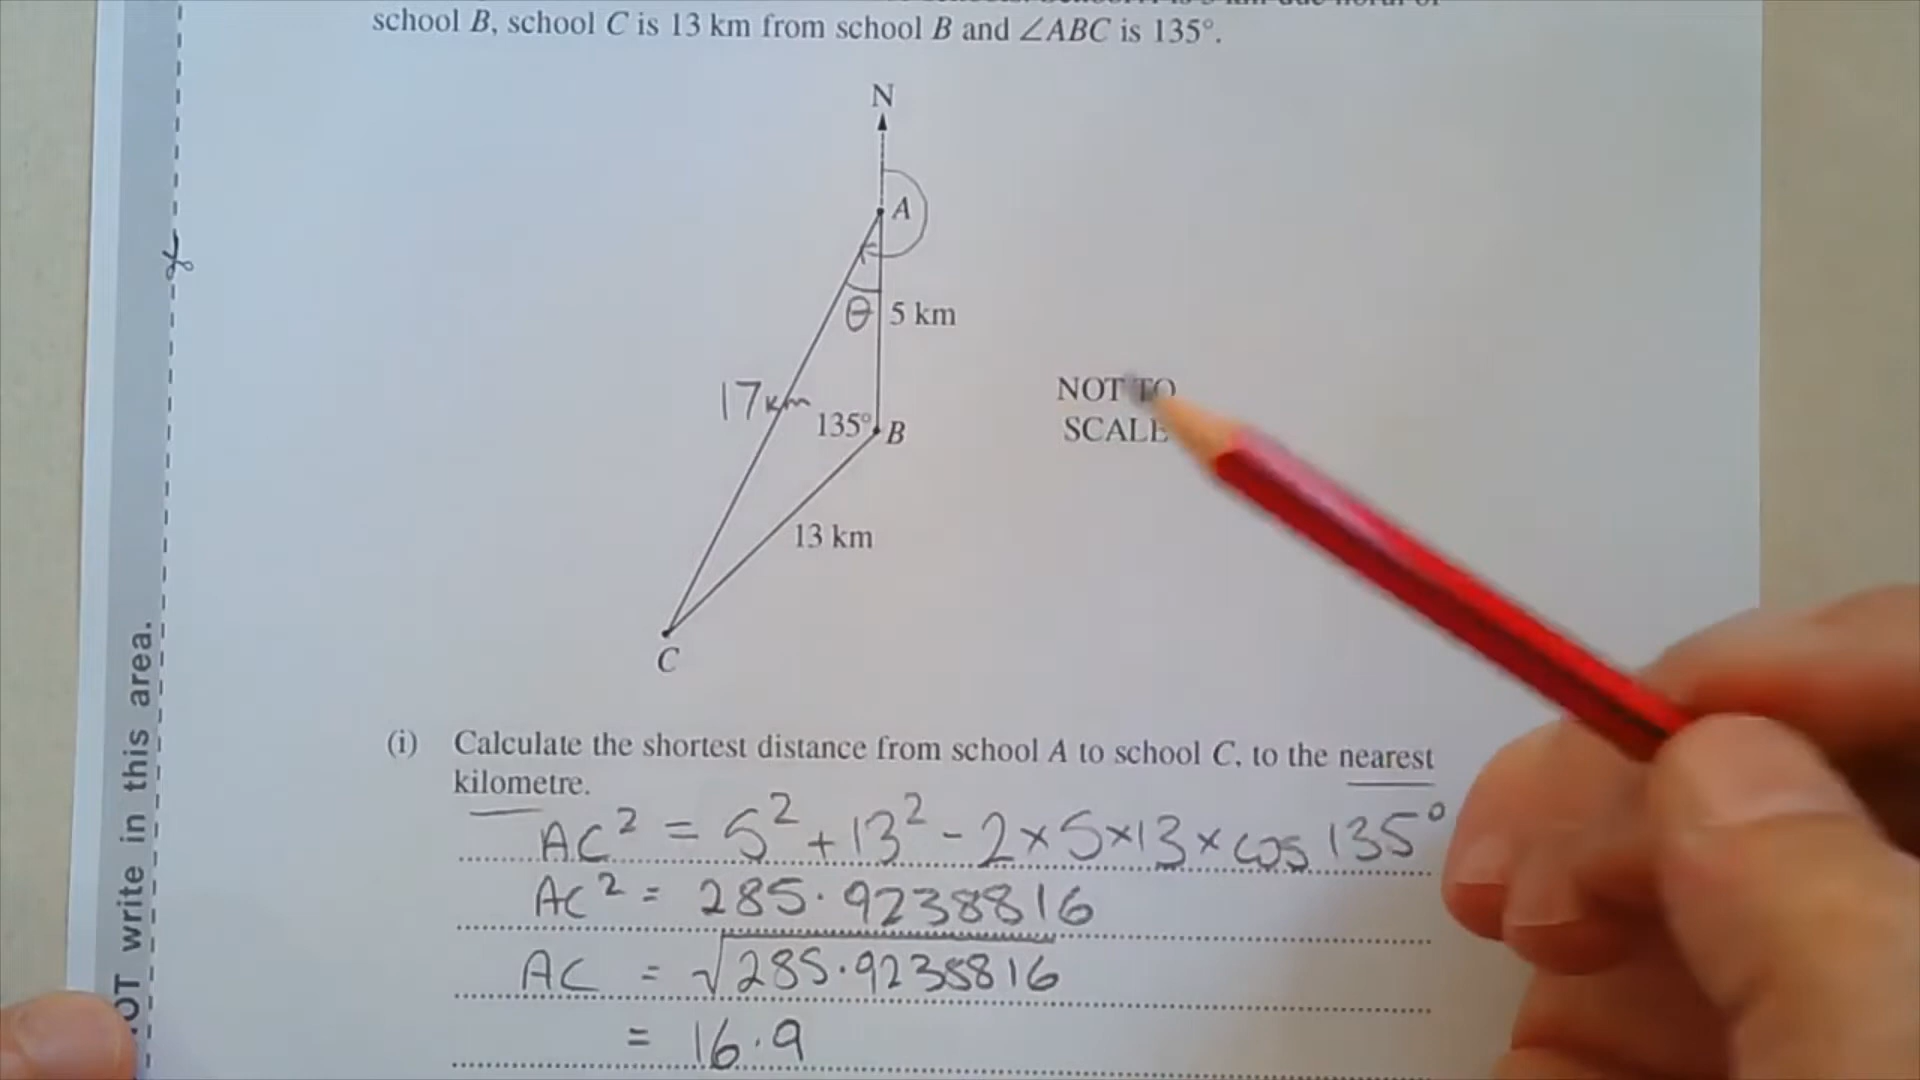 school B, school C is 13 km from school B and ∠ABC is 135°.
N
A
θ
5 km
17km
135°
B
NOT TO
SCALE
13 km
C
NOT write in this area.
(i) Calculate the shortest distance from school A to school C, to the nearest
kilometre.
AC² = 5² + 13² - 2×5×13×cos 135°
AC² = 285.9238816
AC = √285.9238816
= 16.9